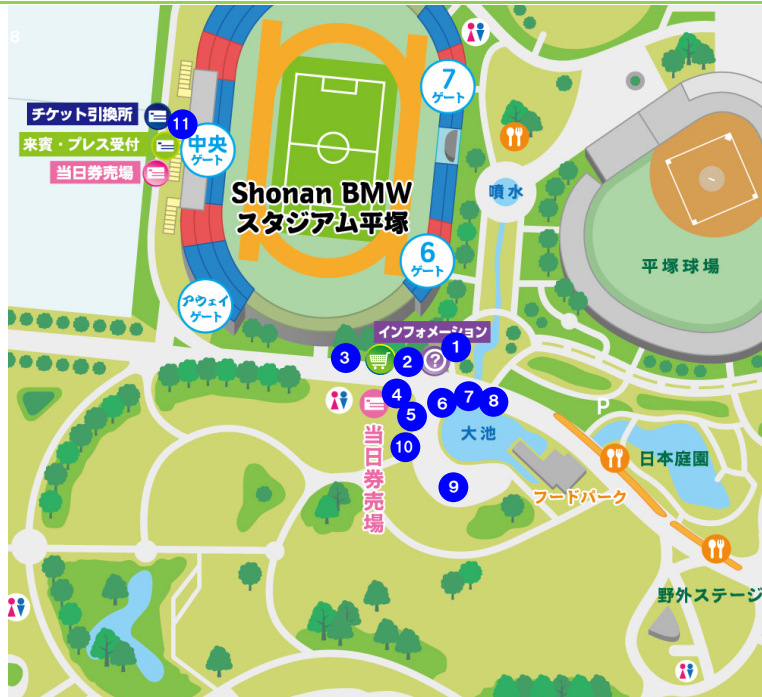 8
7
ゲート
チケット引換所
11
来賓・プレス受付
中央
ゲート
当日券売場
Shonan BMW
スタジアム平塚
噴水
平塚球場
6
ゲート
アウェイ
ゲート
インフォメーション
1
?
2
3
4
5
6
7
8
P
当日券売場
大池
10
9
日本庭園
フードパーク
野外ステージ